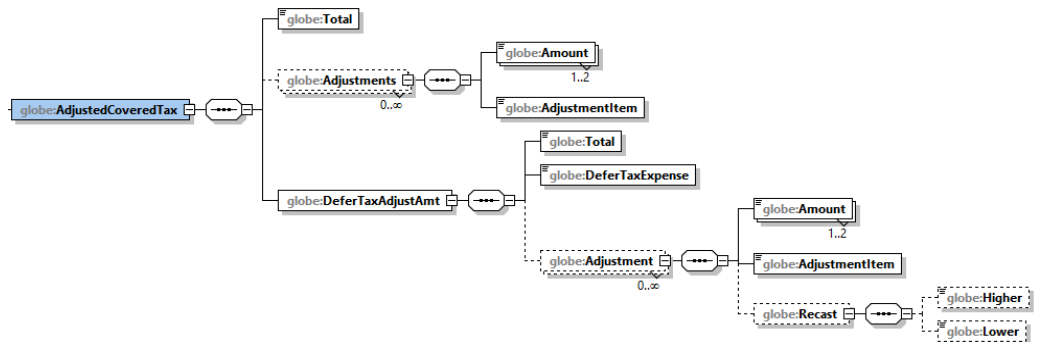 globe:Total
globe:Amount
1..2
globe:Adjustments
0..∞
globe:AdjustedCoveredTax
globe:AdjustmentItem
globe:Total
globe:DeferTaxExpense
globe:DeferTaxAdjustAmt
globe:Amount
1..2
globe:Adjustment
0..∞
globe:AdjustmentItem
globe:Higher
globe:Recast
globe:Lower